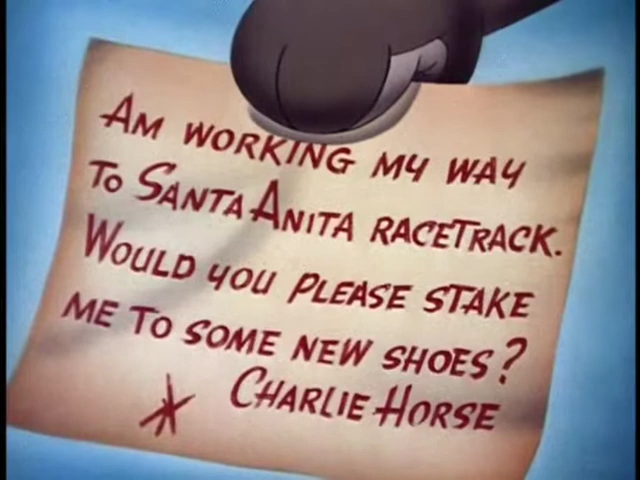 Am working my way
to Santa Anita racetrack.
Would you please stake
me to some new shoes?
* Charlie Horse